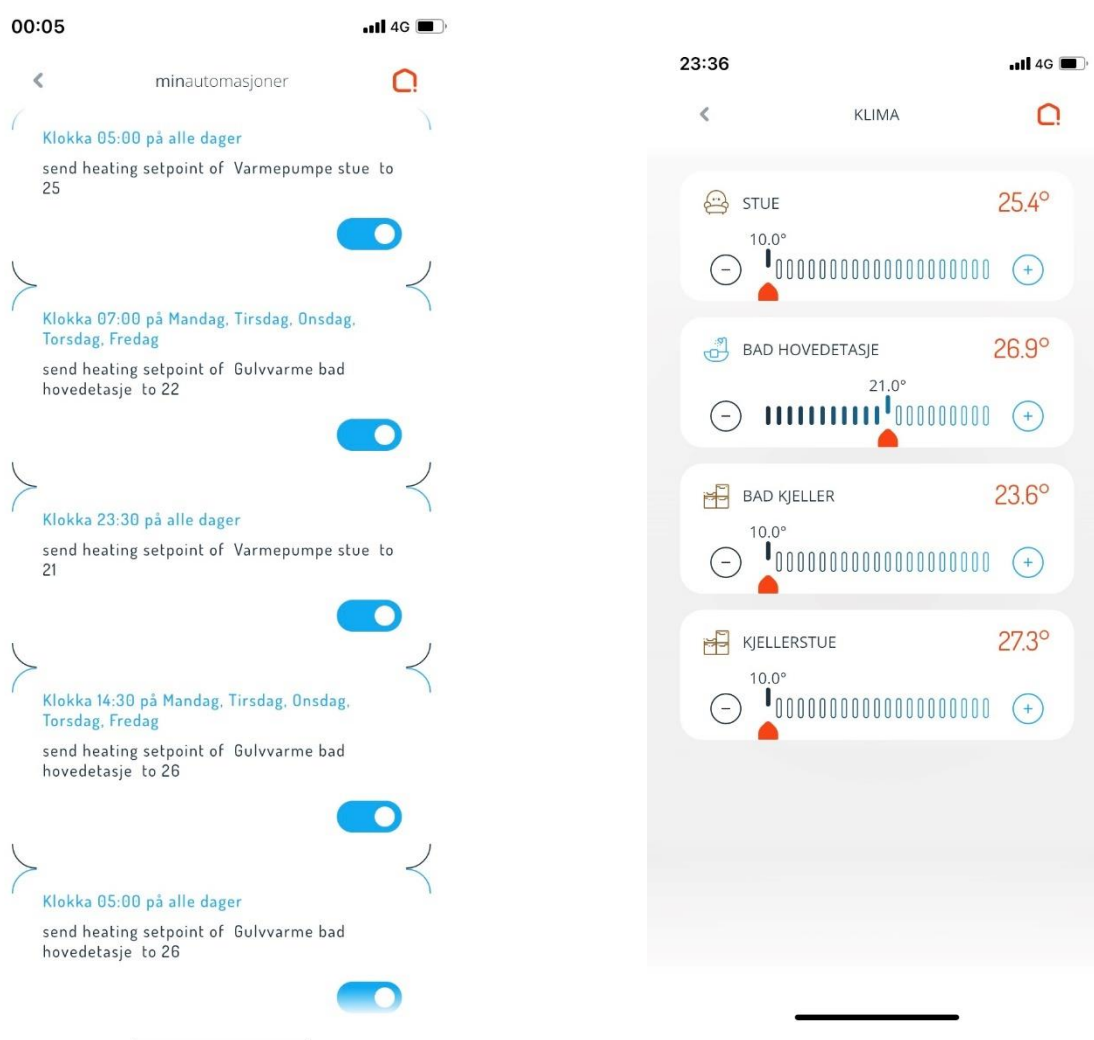 00:05
4G
minautomasjoner
Klokka 05:00 på alle dager
send heating setpoint of Varmepumpe stue to
25
Klokka 07:00 på Mandag, Tirsdag, Onsdag,
Torsdag, Fredag
send heating setpoint of Gulvvarme bad
hovedetasje to 22
Klokka 23:30 på alle dager
send heating setpoint of Varmepumpe stue to
21
Klokka 14:30 på Mandag, Tirsdag, Onsdag,
Torsdag, Fredag
send heating setpoint of Gulvvarme bad
hovedetasje to 26
Klokka 05:00 på alle dager
send heating setpoint of Gulvvarme bad
hovedetasje to 26
23:36
4G
KLIMA
STUE
25.4°
10.0°
BAD HOVEDETASJE
26.9°
21.0°
BAD KJELLER
23.6°
10.0°
KJELLERSTUE
27.3°
10.0°